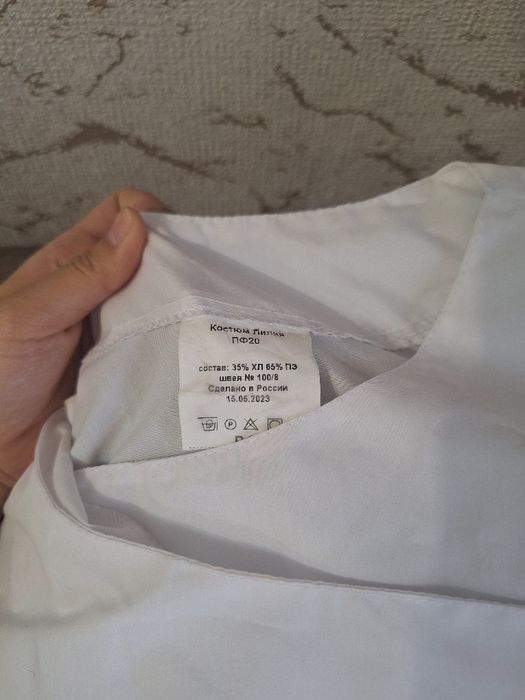 Костюм Лилия
ПФ20
состав: 35% ХЛ 65% ПЭ
швея № 100/8
Сделано в России
15.05.2023